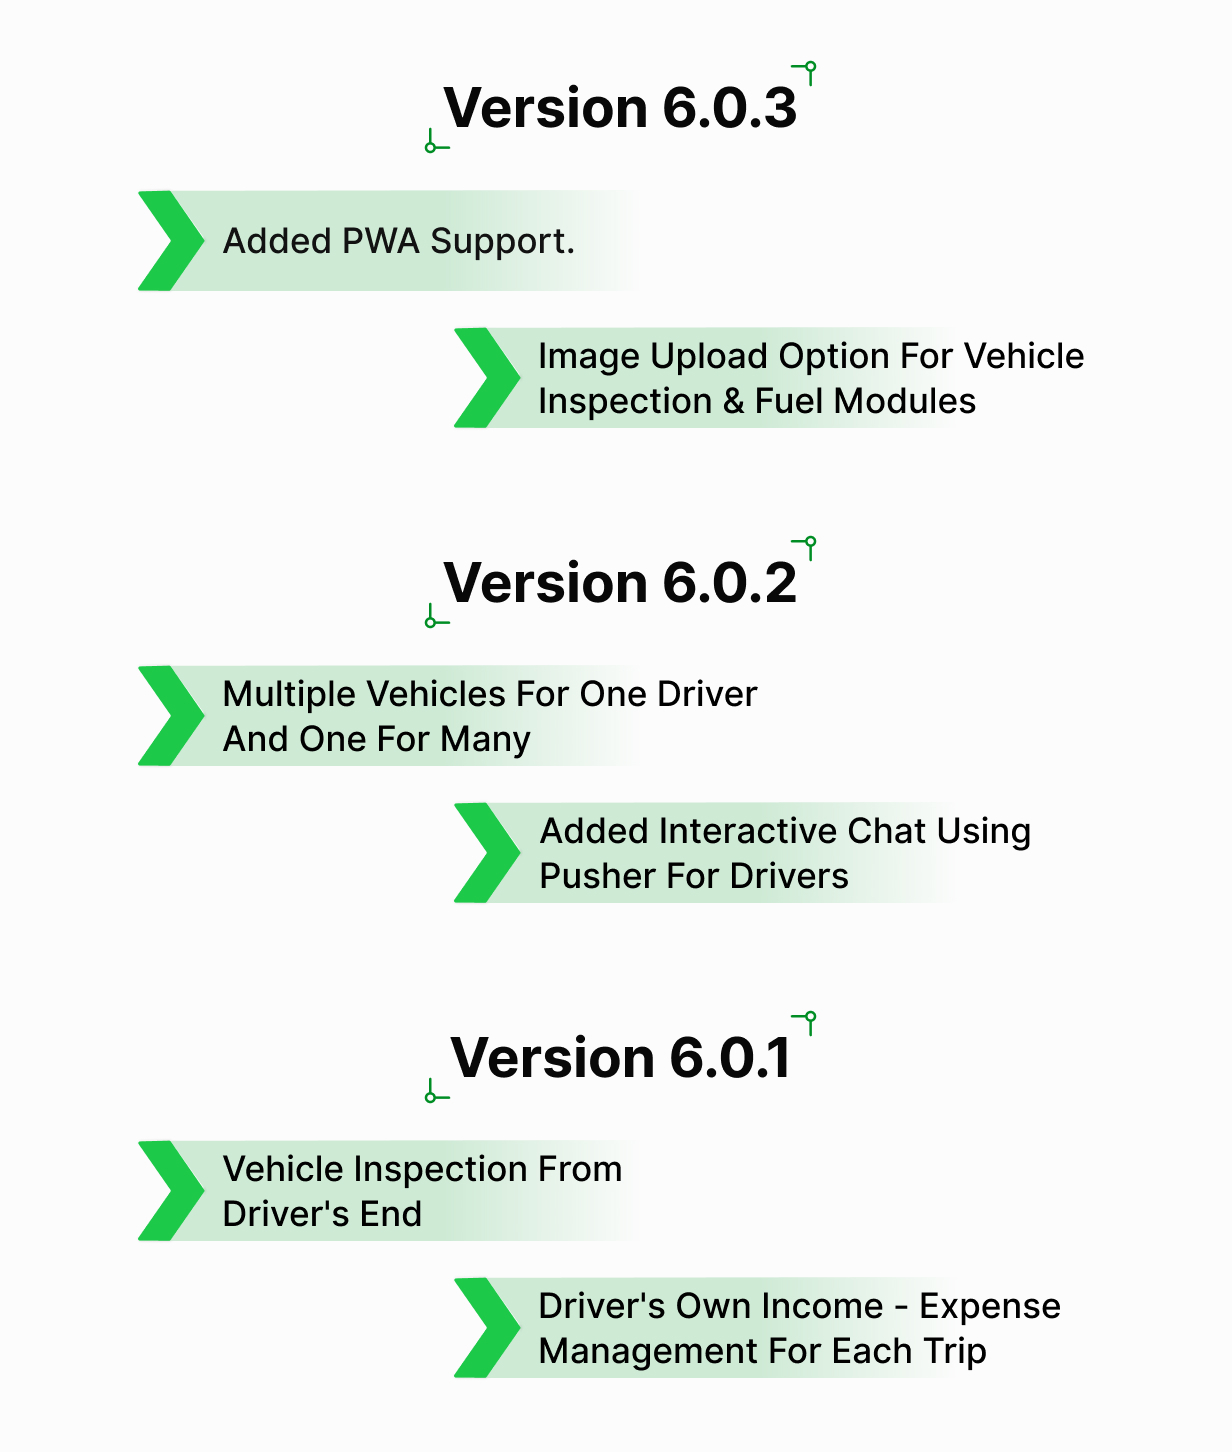 Version 6.0.3
Added PWA Support.
Image Upload Option For Vehicle
Inspection & Fuel Modules
Version 6.0.2
Multiple Vehicles For One Driver
And One For Many
Added Interactive Chat Using
Pusher For Drivers
Version 6.0.1
Vehicle Inspection From
Driver's End
Driver's Own Income - Expense
Management For Each Trip